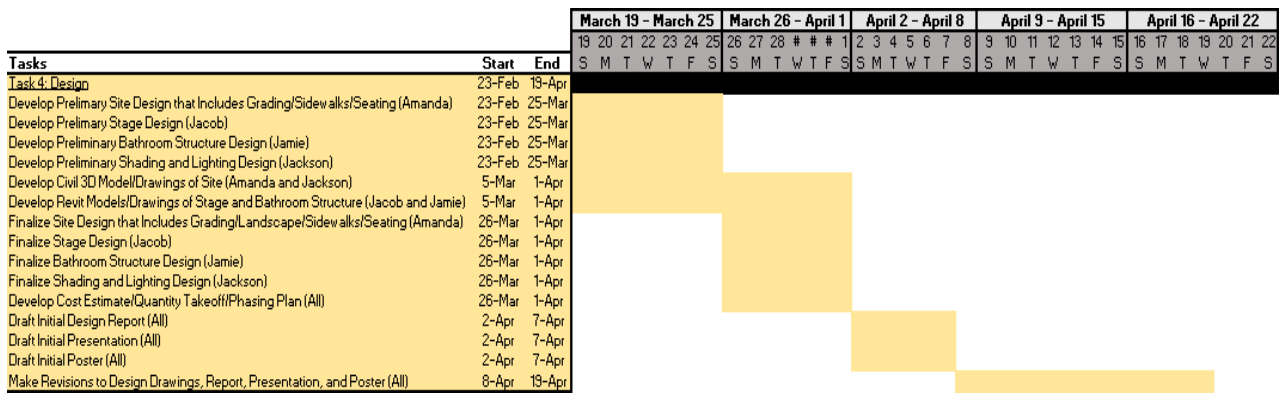 March 19 - March 25 March 26 - April 1 April 2 - April 8 April 9 - April 15 April 16 - April 22
19 20 21 22 23 24 25 26 27 28 # # # 1 2 3 4 5 6 7 8 9 10 11 12 13 14 15 16 17 18 19 20 21 22
Tasks Start End S M T W T F S S M T W T F S S M T W T F S S M T W T F S S M T W T F S
Task 4: Design 23-Feb 19-Apr
Develop Prelimary Site Design that Includes Grading/Sidewalks/Seating (Amanda) 23-Feb 25-Mar
Develop Prelimary Stage Design (Jacob) 23-Feb 25-Mar
Develop Preliminary Bathroom Structure Design (Jamie) 23-Feb 25-Mar
Develop Preliminary Shading and Lighting Design (Jackson) 23-Feb 25-Mar
Develop Civil 3D Model/Drawings of Site (Amanda and Jackson) 5-Mar 1-Apr
Develop Revit Models/Drawings of Stage and Bathroom Structure (Jacob and Jamie) 5-Mar 1-Apr
Finalize Site Design that Includes Grading/Landscape/Sidewalks/Seating (Amanda) 26-Mar 1-Apr
Finalize Stage Design (Jacob) 26-Mar 1-Apr
Finalize Bathroom Structure Design (Jamie) 26-Mar 1-Apr
Finalize Shading and Lighting Design (Jackson) 26-Mar 1-Apr
Develop Cost Estimate/Quantity Takeoff/Phasing Plan (All) 26-Mar 1-Apr
Draft Initial Design Report (All) 2-Apr 7-Apr
Draft Initial Presentation (All) 2-Apr 7-Apr
Draft Initial Poster (All) 2-Apr 7-Apr
Make Revisions to Design Drawings, Report, Presentation, and Poster (All) 8-Apr 19-Apr